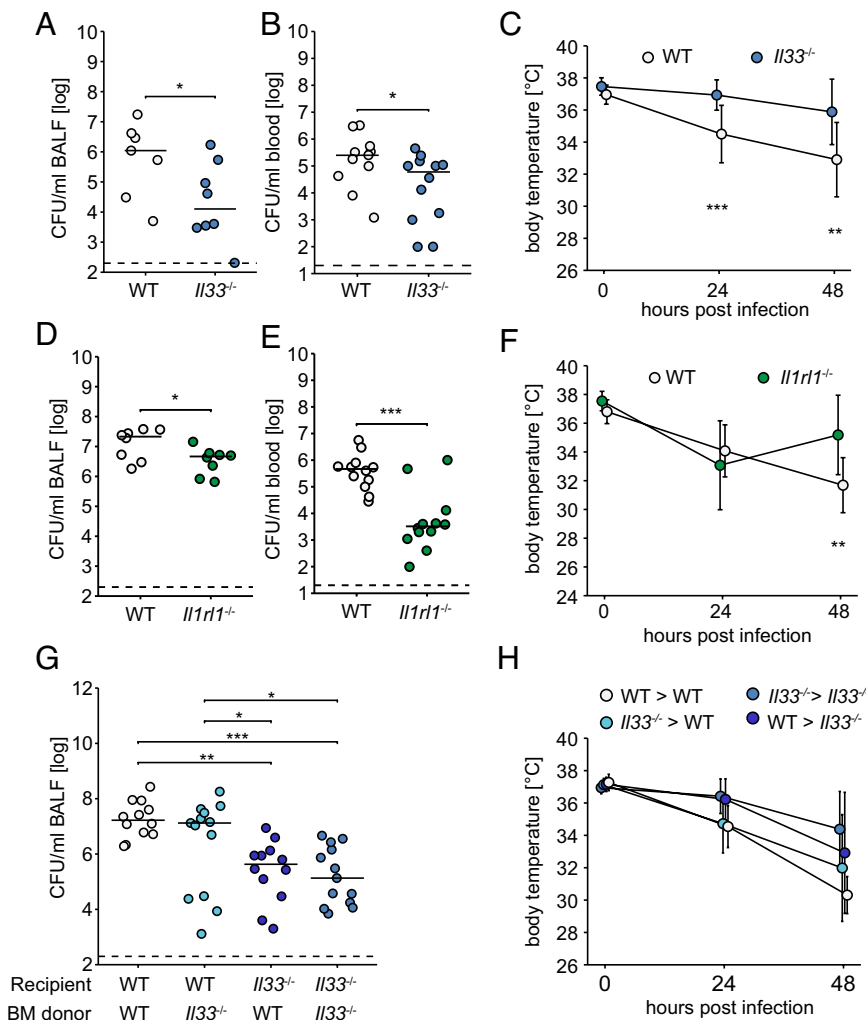 A
CFU/ml BALF [log]
10
9
8
7
6
5
4
3
2
*
WT
Il33-/-
B
CFU/ml blood [log]
10
9
8
7
6
5
4
3
2
1
*
WT
Il33-/-
C
body temperature [°C]
40
38
36
34
32
30
28
26
WT
Il33-/-
***
**
0
24
48
hours post infection
D
CFU/ml BALF [log]
10
9
8
7
6
5
4
3
2
*
WT
Il1rl1-/-
E
CFU/ml blood [log]
10
9
8
7
6
5
4
3
2
1
***
WT
Il1rl1-/-
F
body temperature [°C]
40
38
36
34
32
30
28
26
24
WT
Il1rl1-/-
**
0
24
48
hours post infection
G
CFU/ml BALF [log]
12
10
8
6
4
2
*
*
***
**
Recipient WT WT Il33-/- Il33-/-
BM donor WT Il33-/- WT Il33-/-
H
WT > WT Il33-/-> Il33-/-
Il33-/- > WT WT > Il33-/-
body temperature [°C]
40
38
36
34
32
30
28
26
0
24
48
hours post infection